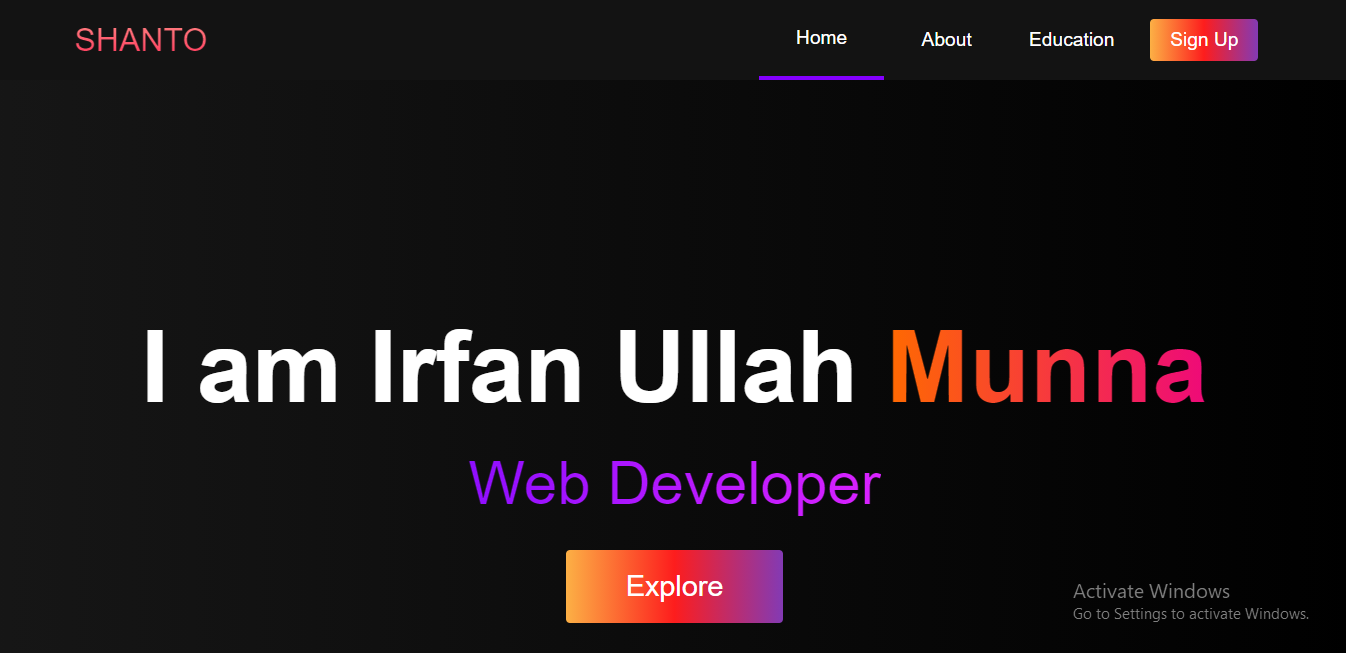 SHANTO
Home
About
Education
Sign Up
I am Irfan Ullah Munna
Web Developer
Explore
Activate Windows
Go to Settings to activate Windows.